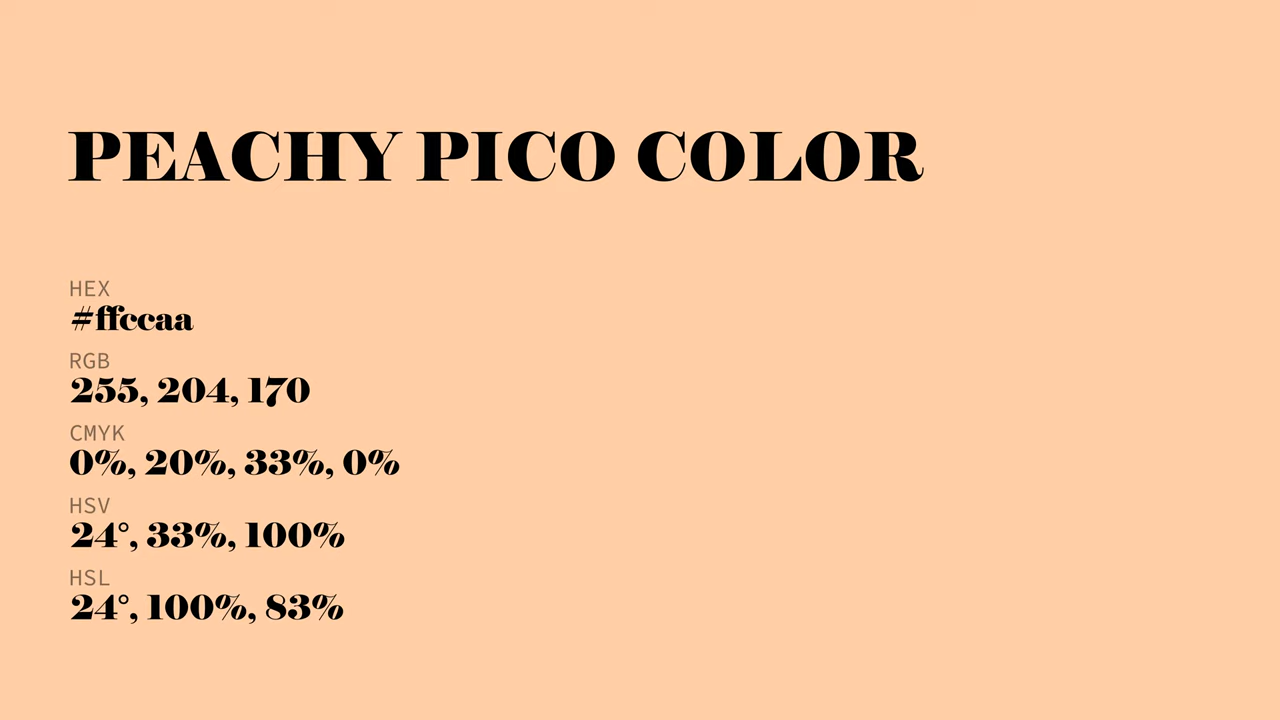 PEACHY PICO COLOR
HEX
#ffccaa
RGB
255, 204, 170
CMYK
0%, 20%, 33%, 0%
HSV
24°, 33%, 100%
HSL
24°, 100%, 83%